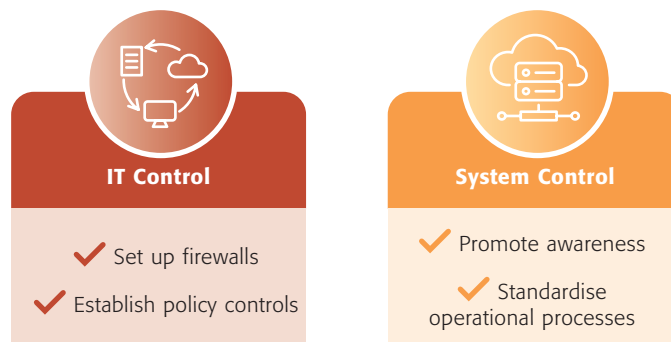 IT Control
Set up firewalls
Establish policy controls
System Control
Promote awareness
Standardise
operational processes